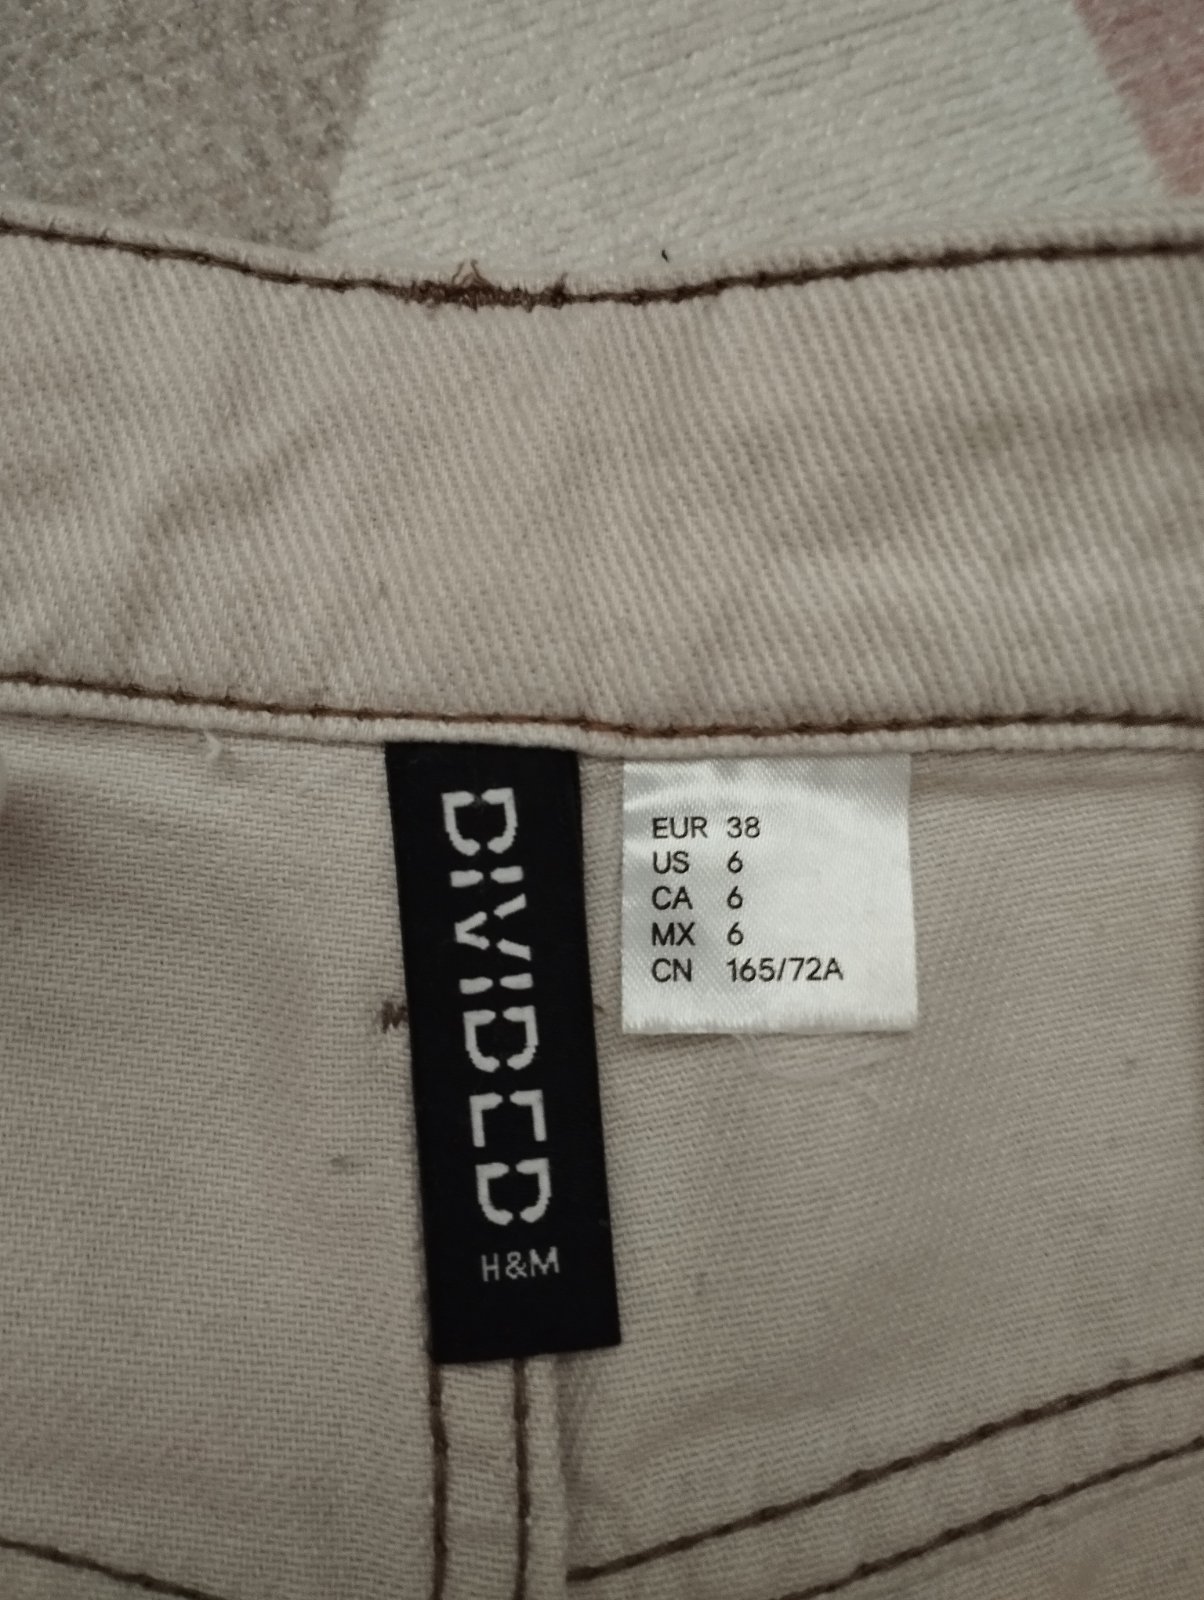 DIVIDED
H&M
EUR 38
US 6
CA 6
MX 6
CN 165/72A